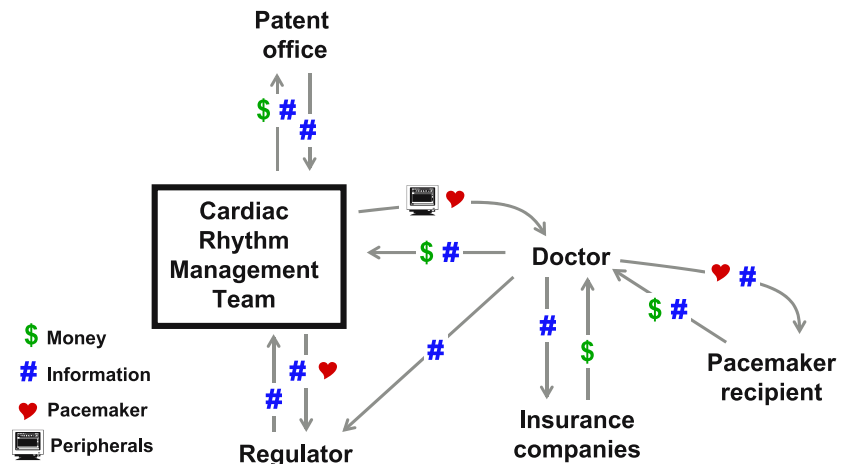 Patent
office
$ #
#
Cardiac
Rhythm
Management
Team
$ #
Doctor
#
$ #
#
#
$
#
#
$ Money
# Information
Pacemaker
Peripherals
Pacemaker
recipient
Insurance
companies
Regulator